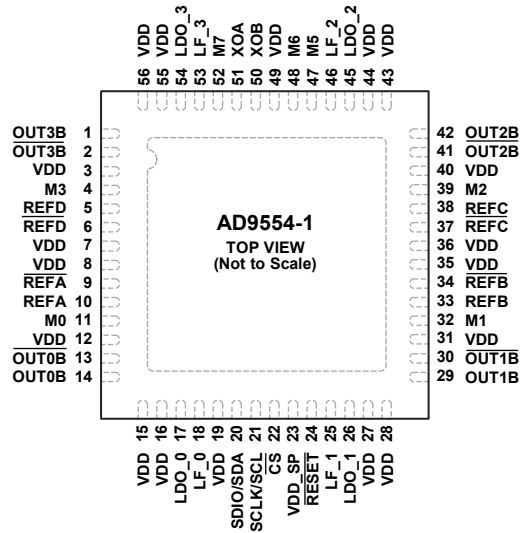 VDD 56
VDD 55
LDO_3 54
LF_3 53
M7 52
XOA 51
XOB 50
VDD 49
M6 48
M5 47
LF_2 46
LDO_2 45
VDD 44
VDD 43
OUT3B 1
OUT3B 2
VDD 3
M3 4
REFD 5
REFD 6
VDD 7
VDD 8
REFA 9
REFA 10
M0 11
VDD 12
OUT0B 13
OUT0B 14
AD9554-1
TOP VIEW
(Not to Scale)
42 OUT2B
41 OUT2B
40 VDD
39 M2
38 REFC
37 REFC
36 VDD
35 VDD
34 REFB
33 REFB
32 M1
31 VDD
30 OUT1B
29 OUT1B
VDD 15
VDD 16
LDO_0 17
LF_0 18
VDD 19
SDIO/SDA 20
SCLK/SCL 21
CS 22
VDD_SP 23
RESET 24
LF_1 25
LDO_1 26
VDD 27
VDD 28